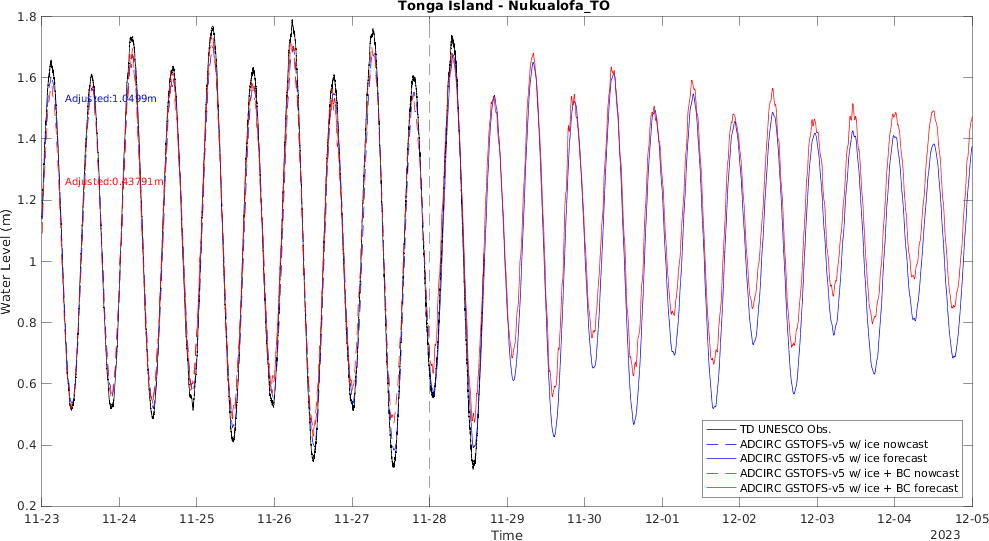 Tonga Island - Nukualofa_TO
1.8
1.6
1.4
1.2
1
0.8
0.6
0.4
0.2
Water Level (m)
Adjusted:1.0499m
Adjusted:0.43791m
TD UNESCO Obs.
ADCIRC GSTOFS-v5 w/ ice nowcast
ADCIRC GSTOFS-v5 w/ ice forecast
ADCIRC GSTOFS-v5 w/ ice + BC nowcast
ADCIRC GSTOFS-v5 w/ ice + BC forecast
11-23 11-24 11-25 11-26 11-27 11-28 11-29 11-30 12-01 12-02 12-03 12-04 12-05
Time
2023